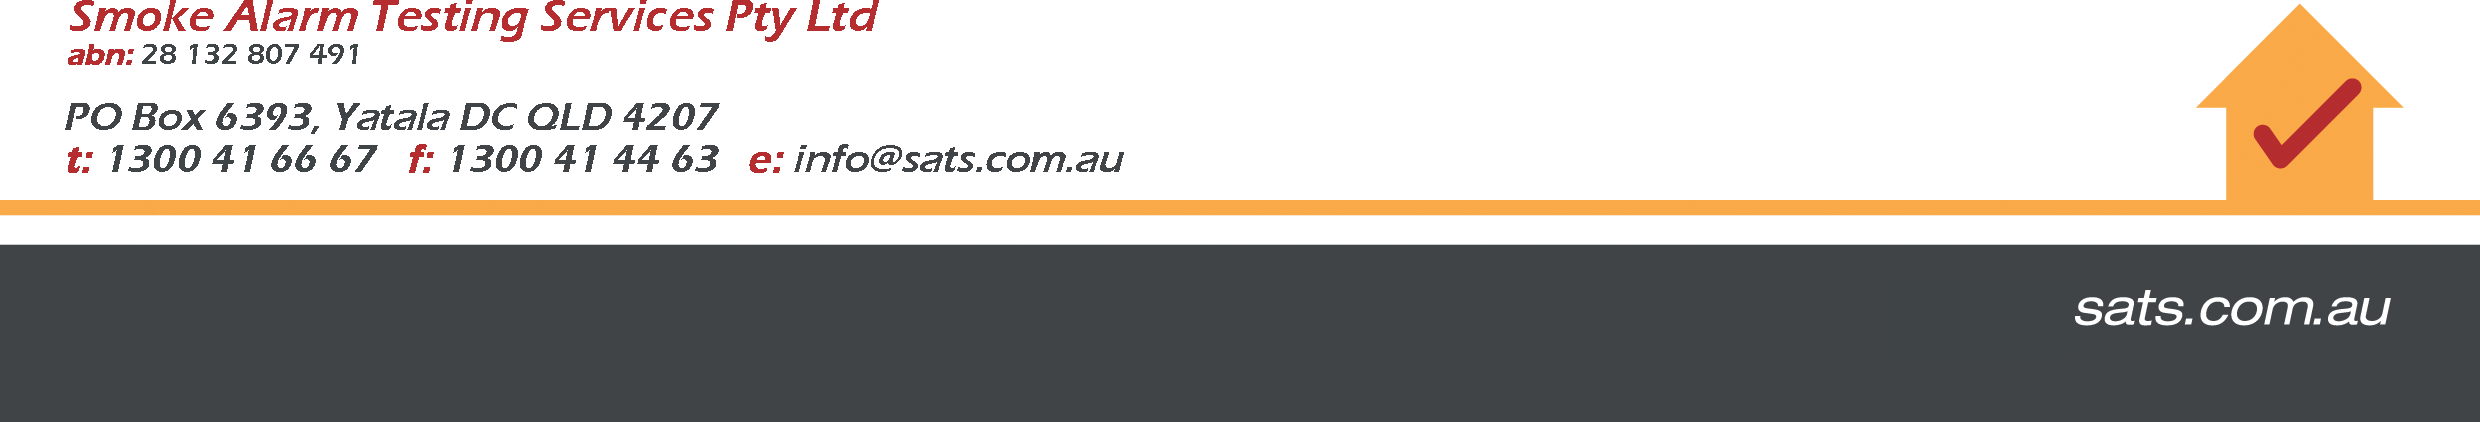 Smoke Alarm Testing Services Pty Ltd
abn: 28 132 807 491
PO Box 6393, Yatala DC QLD 4207
t: 1300 41 66 67 f: 1300 41 44 63 e: info@sats.com.au
sats.com.au